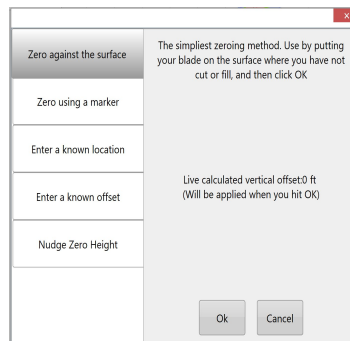 x
Zero against the surface
Zero using a marker
Enter a known location
Enter a known offset
Nudge Zero Height
The simpliest zeroing method. Use by putting
your blade on the surface where you have not
cut or fill, and then click OK
Live calculated vertical offset:0 ft
(Will be applied when you hit OK)
Ok
Cancel